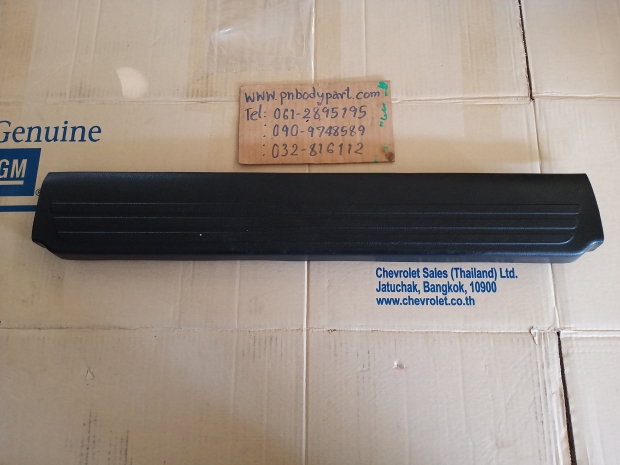 www.pnbodypart.com
Tel: 061-2895195
: 090-9748589
: 032-816112
Genuine
GM
®
Chevrolet Sales (Thailand) Ltd.
Jatuchak, Bangkok, 10900
www.chevrolet.co.th